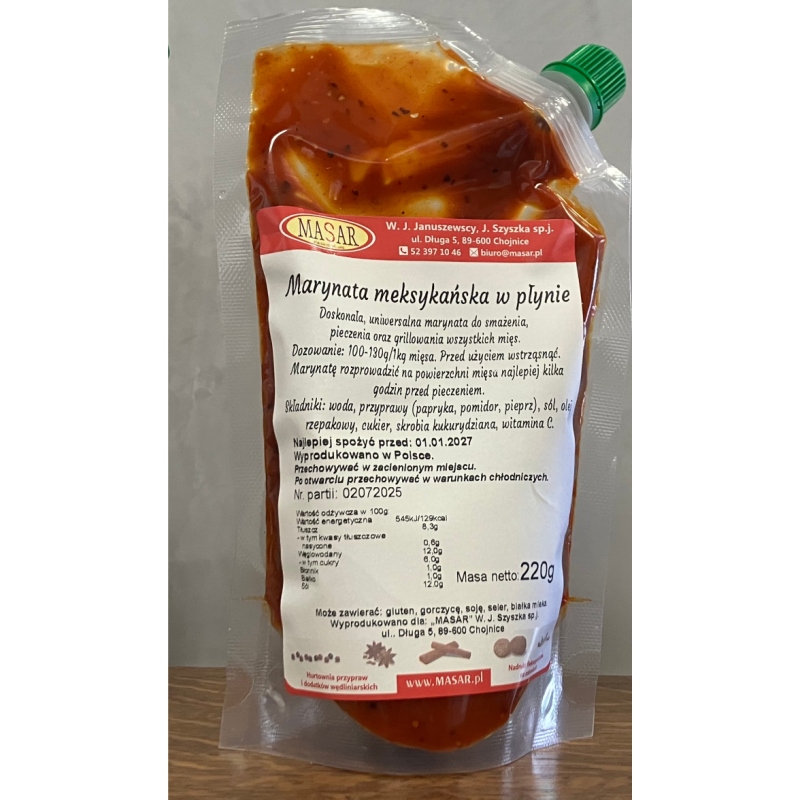 MASAR
W. J. Januszewscy, J. Szyszka sp.j.
ul. Długa 5, 89-600 Chojnice
52 397 10 46 biuro@masar.pl
Marynata meksykańska w płynie
Doskonała, uniwersalna marynata do smażenia,
pieczenia oraz grillowania wszystkich mięs.
Dozowanie: 100-130g/1kg mięsa. Przed użyciem wstrząsnąć.
Marynatę rozprowadzić na powierzchni mięsa najlepiej kilka
godzin przed pieczeniem.
Składniki: woda, przyprawy (papryka, pomidor, pieprz), sól, olej
rzepakowy, cukier, skrobia kukurydziana, witamina C.
Najlepiej spożyć przed: 01.01.2027
Wyprodukowano w Polsce.
Przechowywać w zacienionym miejscu.
Po otwarciu przechowywać w warunkach chłodniczych.
Nr. partii: 02072025
Wartość odżywcza w 100g:
Wartość energetyczna 545kJ/129kcal
Tłuszcz 8,3g
- w tym kwasy tłuszczowe
nasycone 0,6g
Węglowodany 12,0g
- w tym cukry 6,0g
Błonnik 1,0g
Białko 1,0g
Sól 12,0g
Masa netto: 220g
Może zawierać: gluten, gorczycę, soję, seler, białka mleka
Wyprodukowano dla: „MASAR" W. J. Szyszka sp.j.
ul.. Długa 5, 89-600 Chojnice
Hurtownia przypraw
i dodatków wędliniarskich
www.MASAR.pl